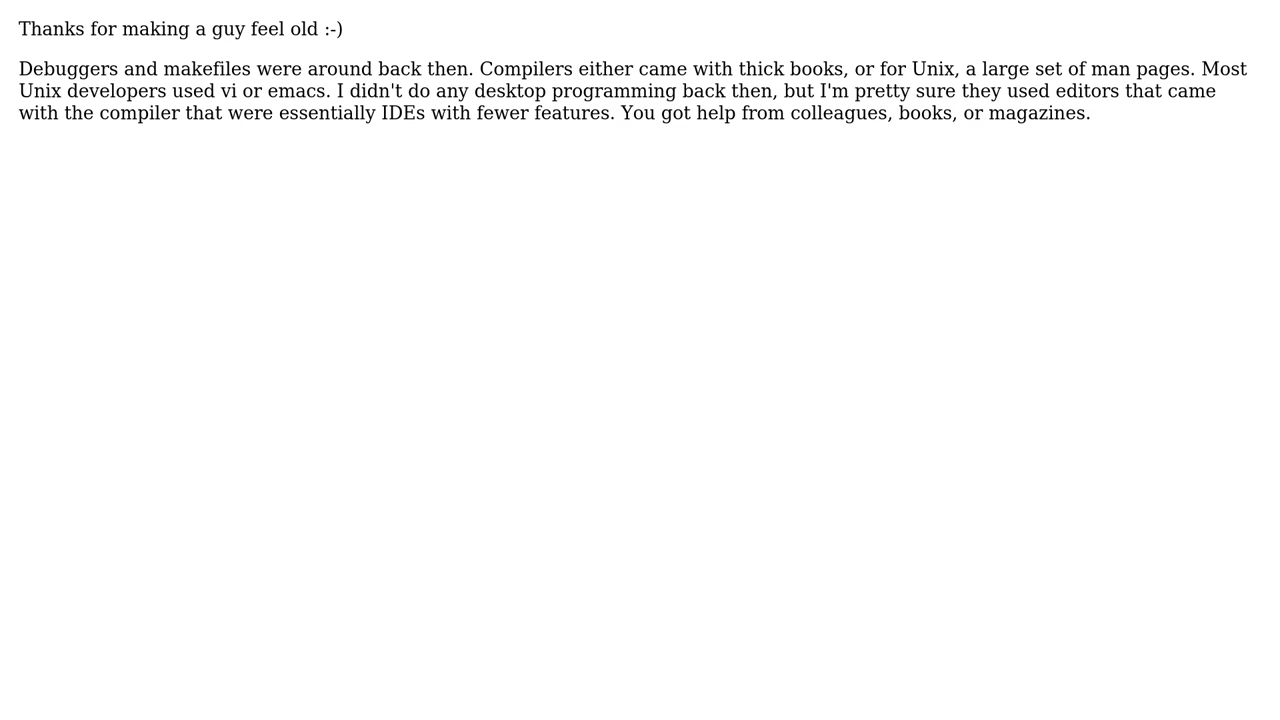 Thanks for making a guy feel old :-)
Debuggers and makefiles were around back then. Compilers either came with thick books, or for Unix, a large set of man pages. Most
Unix developers used vi or emacs. I didn't do any desktop programming back then, but I'm pretty sure they used editors that came
with the compiler that were essentially IDEs with fewer features. You got help from colleagues, books, or magazines.